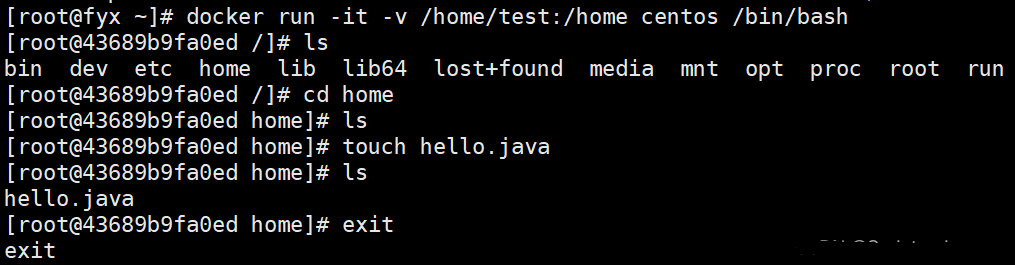 [root@fyx ~]# docker run -it -v /home/test:/home centos /bin/bash
[root@43689b9fa0ed /]# ls
bin  dev  etc  home  lib  lib64  lost+found  media  mnt  opt  proc  root  run
[root@43689b9fa0ed /]# cd home
[root@43689b9fa0ed home]# ls
[root@43689b9fa0ed home]# touch hello.java
[root@43689b9fa0ed home]# ls
hello.java
[root@43689b9fa0ed home]# exit
exit